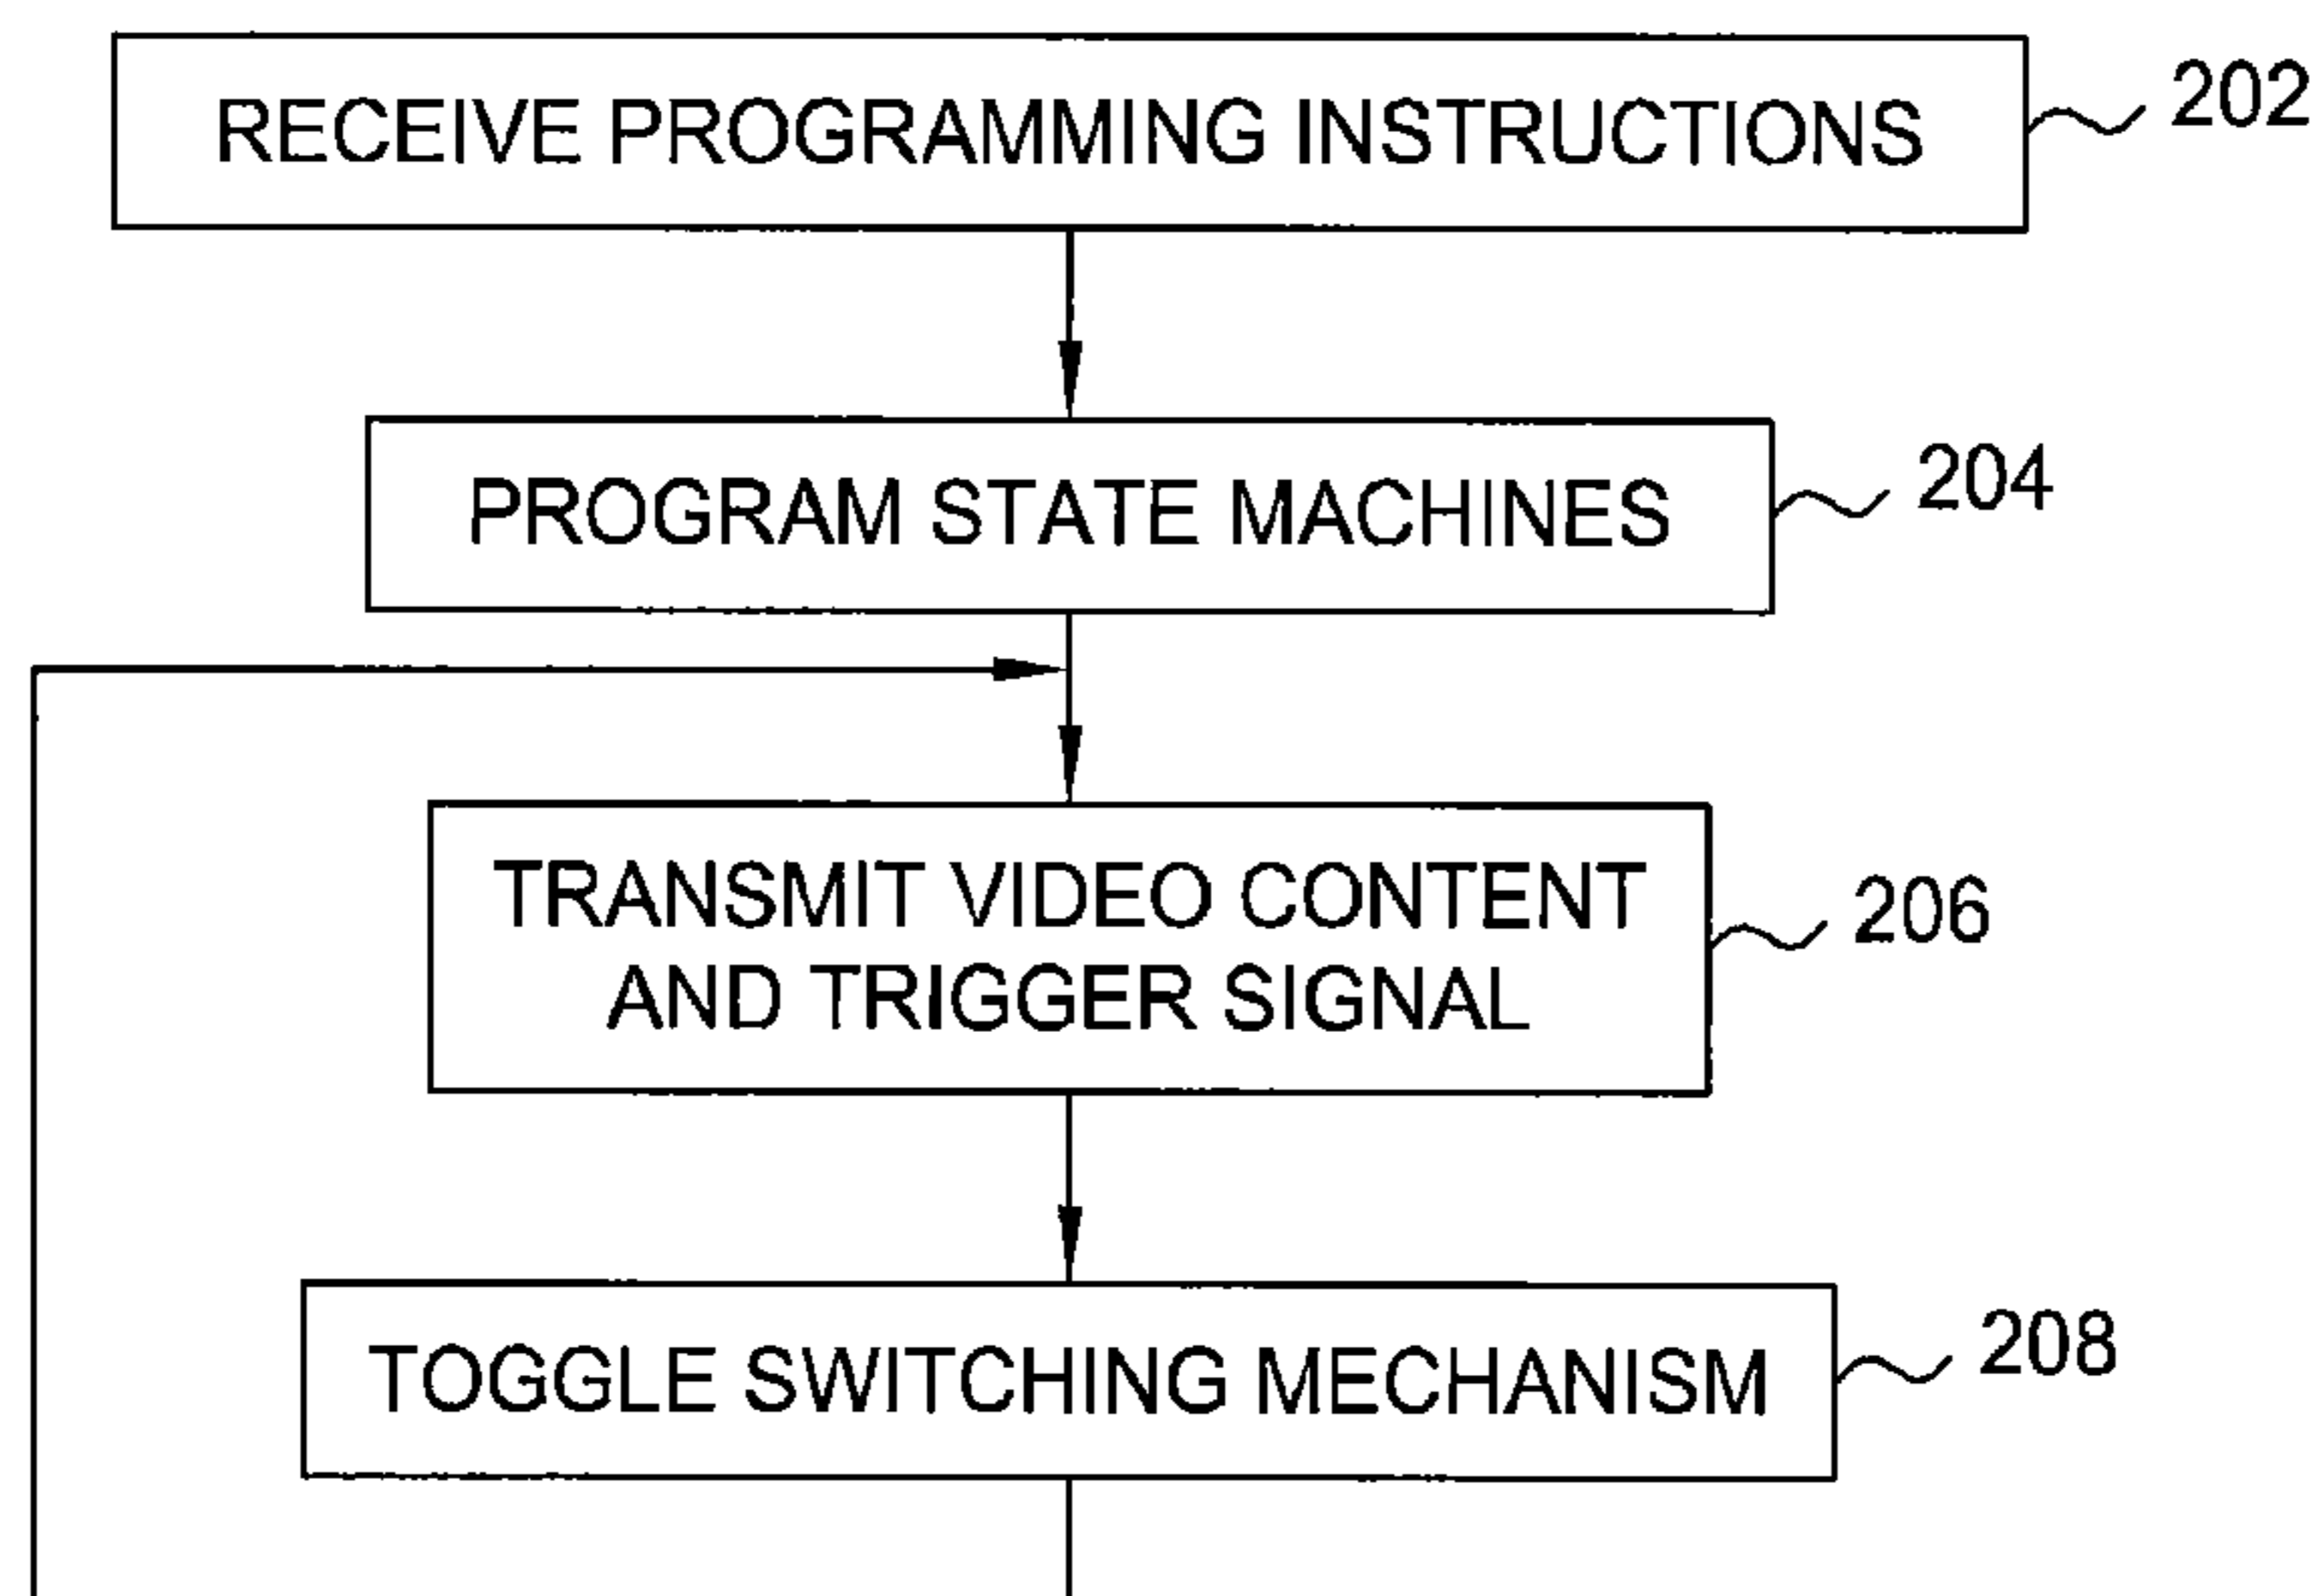 RECEIVE PROGRAMMING INSTRUCTIONS
202
PROGRAM STATE MACHINES
204
TRANSMIT VIDEO CONTENT
AND TRIGGER SIGNAL
206
TOGGLE SWITCHING MECHANISM
208